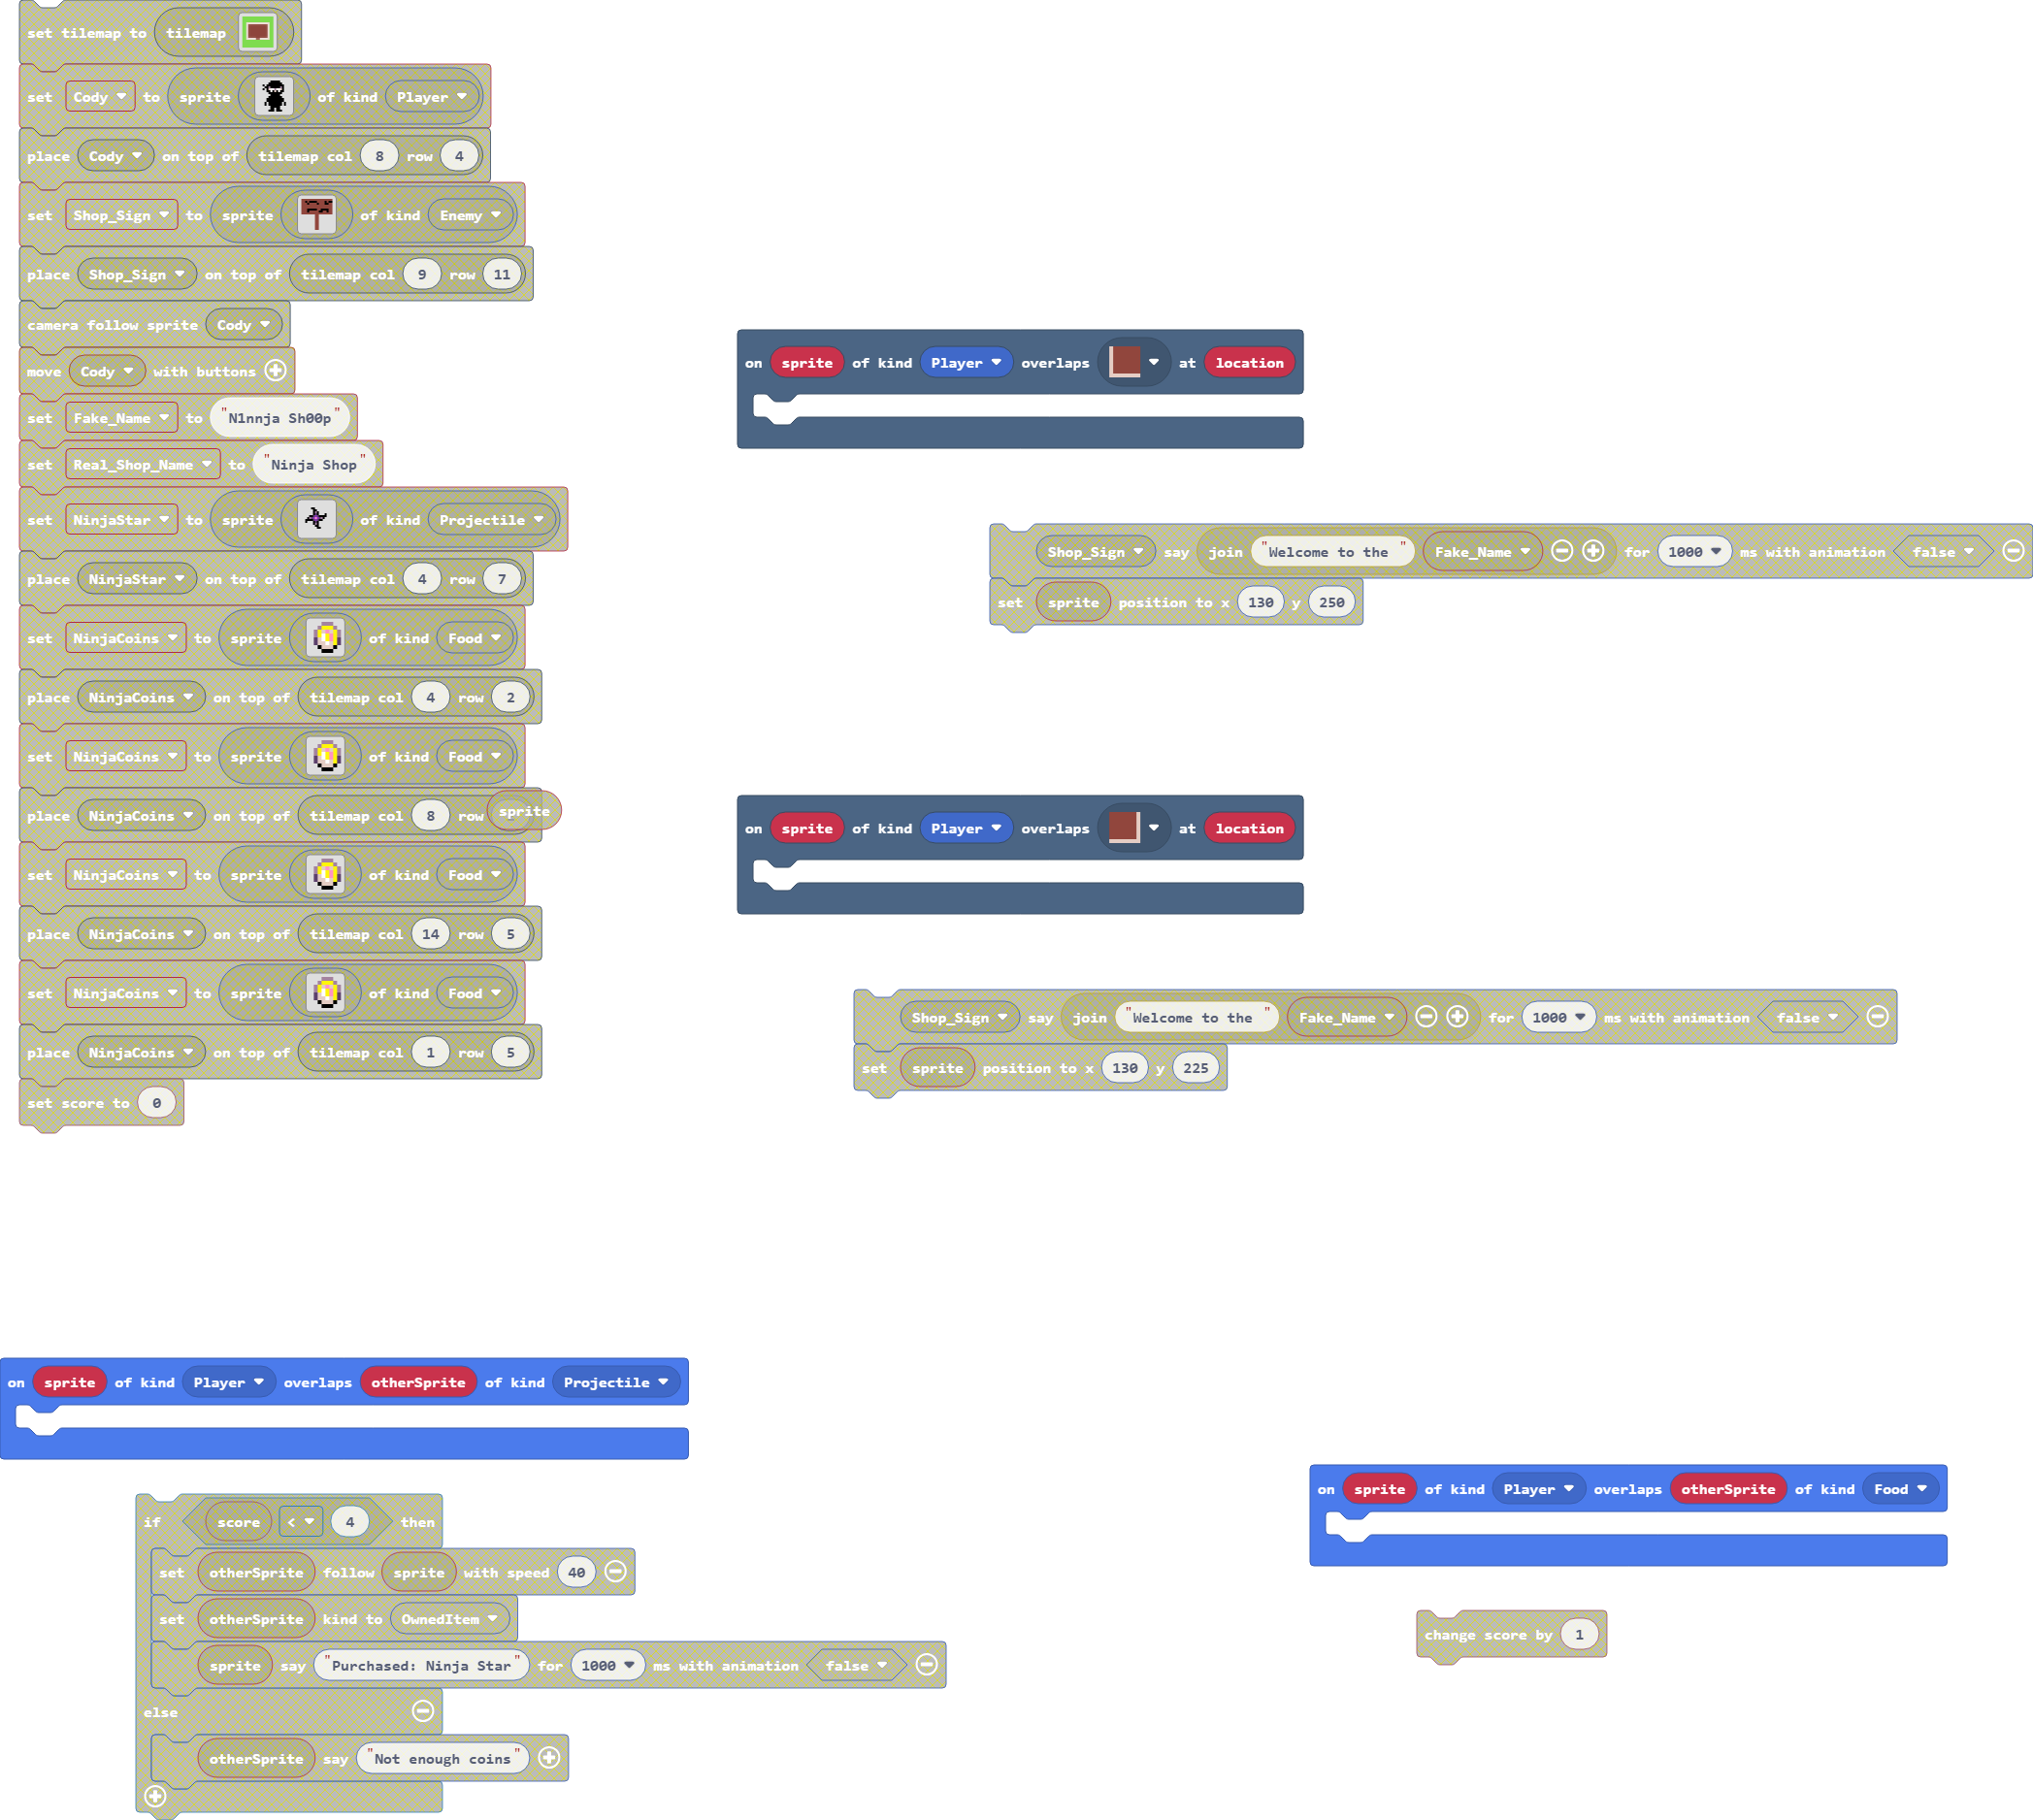 set tilemap to tilemap
set Cody to sprite of kind Player
place Cody on top of tilemap col 8 row 4
set Shop_Sign to sprite of kind Enemy
place Shop_Sign on top of tilemap col 9 row 11
camera follow sprite Cody
move Cody with buttons
set Fake_Name to "N1nnja Sh00p"
set Real_Shop_Name to "Ninja Shop"
set NinjaStar to sprite of kind Projectile
place NinjaStar on top of tilemap col 4 row 7
set NinjaCoins to sprite of kind Food
place NinjaCoins on top of tilemap col 4 row 2
set NinjaCoins to sprite of kind Food
place NinjaCoins on top of tilemap col 8 row
sprite
set NinjaCoins to sprite of kind Food
place NinjaCoins on top of tilemap col 14 row 5
set NinjaCoins to sprite of kind Food
place NinjaCoins on top of tilemap col 1 row 5
set score to 0
on sprite of kind Player overlaps at location
Shop_Sign say join "Welcome to the " Fake_Name for 1000 ms with animation false
set sprite position to x 130 y 250
on sprite of kind Player overlaps at location
Shop_Sign say join "Welcome to the " Fake_Name for 1000 ms with animation false
set sprite position to x 130 y 225
on sprite of kind Player overlaps otherSprite of kind Projectile
if score < 4 then
set otherSprite follow sprite with speed 40
set otherSprite kind to OwnedItem
sprite say "Purchased: Ninja Star" for 1000 ms with animation false
else
otherSprite say "Not enough coins"
on sprite of kind Player overlaps otherSprite of kind Food
change score by 1